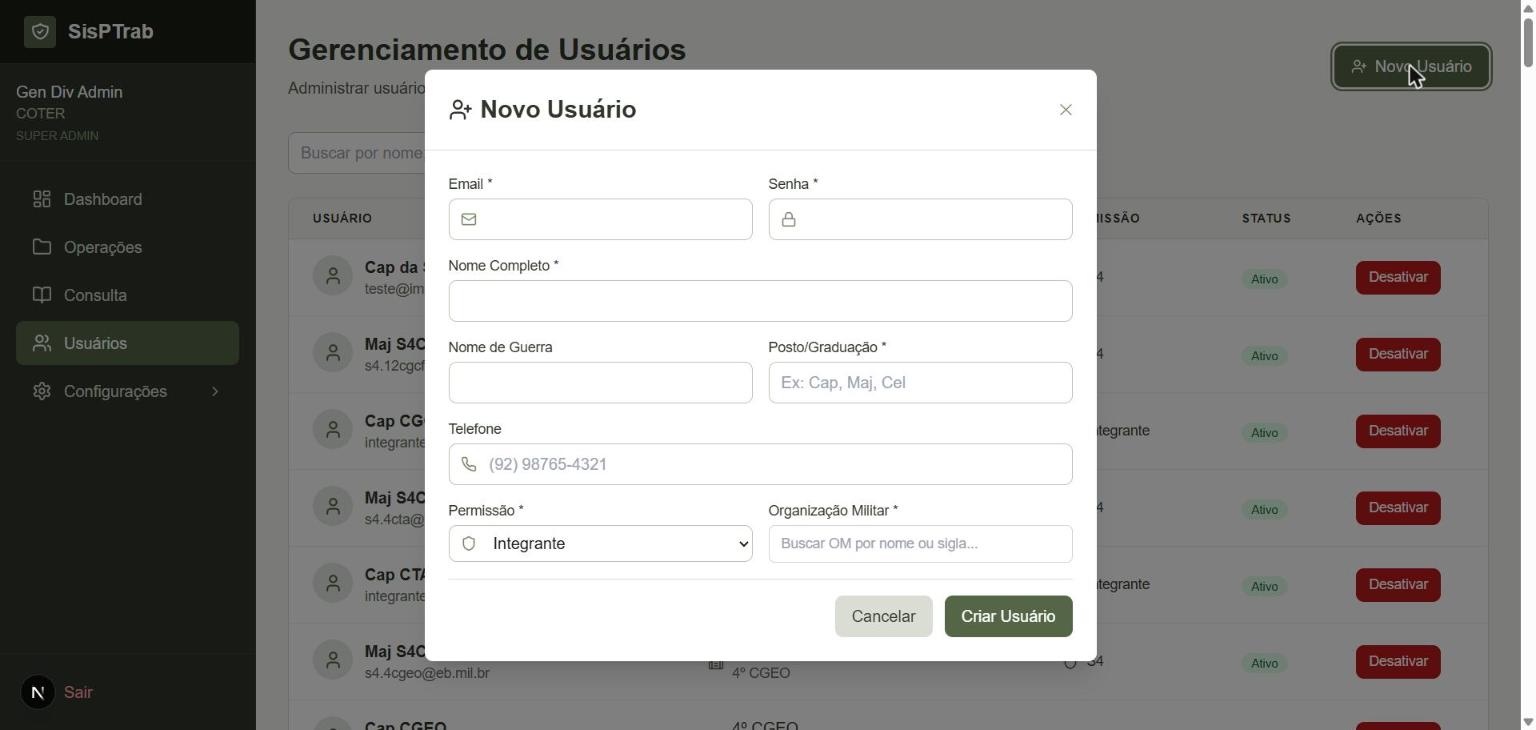 SisPTrab
Gen Div Admin
COTER
SUPER ADMIN
Dashboard
Operações
Consulta
Usuários
Configurações
N
Sair
Gerenciamento de Usuários
Administrar usuário
Novo Usuário
Buscar por nome
USUÁRIO
MISSÃO
STATUS
AÇÕES
Cap da S
teste@im
4
Ativo
Desativar
Maj S4C
s4.12cgcf
4
Ativo
Desativar
Cap CG
integrante
ntegrante
Ativo
Desativar
Maj S4C
s4.4cta@
4
Ativo
Desativar
Cap CTA
integrante
ntegrante
Ativo
Desativar
Maj S4C
s4.4cgeo@eb.mil.br
4º CGEO
S4
Ativo
Desativar
Cap CGEO
4º CGEO
Novo Usuário
Email *
Senha *
Nome Completo *
Nome de Guerra
Posto/Graduação *
Ex: Cap, Maj, Cel
Telefone
(92) 98765-4321
Permissão *
Organização Militar *
Integrante
Buscar OM por nome ou sigla...
Cancelar
Criar Usuário